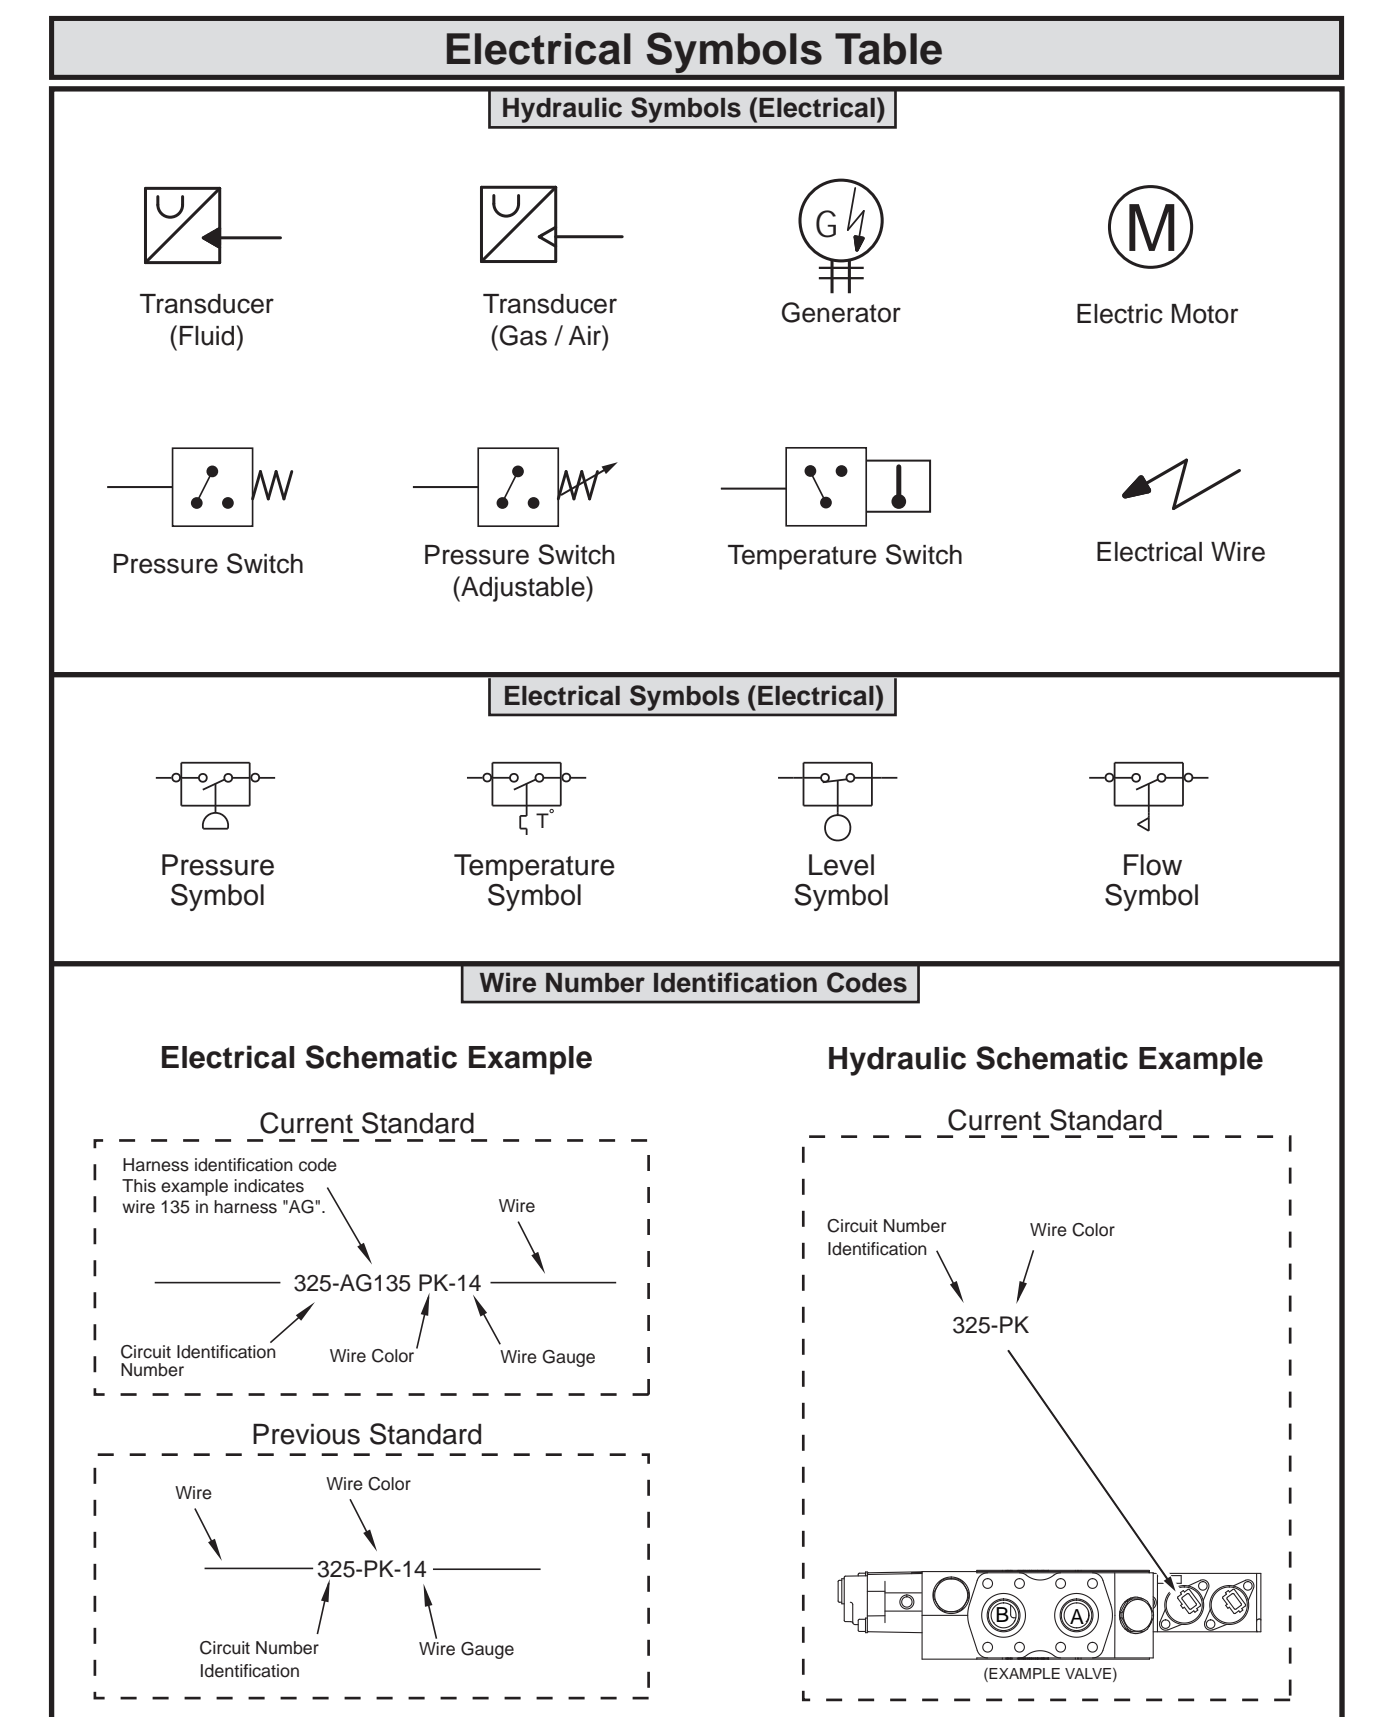 Electrical Symbols Table
Hydraulic Symbols (Electrical)
U
U
G
M
Transducer
(Fluid)
Transducer
(Gas / Air)
Generator
Electric Motor
Pressure Switch
Pressure Switch
(Adjustable)
Temperature Switch
Electrical Wire
Electrical Symbols (Electrical)
T°
Pressure
Symbol
Temperature
Symbol
Level
Symbol
Flow
Symbol
Wire Number Identification Codes
Electrical Schematic Example
Current Standard
Harness identification code
This example indicates
wire 135 in harness "AG".
Wire
325-AG135 PK-14
Circuit Identification
Number
Wire Color
Wire Gauge
Previous Standard
Wire
Wire Color
325-PK-14
Circuit Number
Identification
Wire Gauge
Hydraulic Schematic Example
Current Standard
Circuit Number
Identification
Wire Color
325-PK
B
A
(EXAMPLE VALVE)